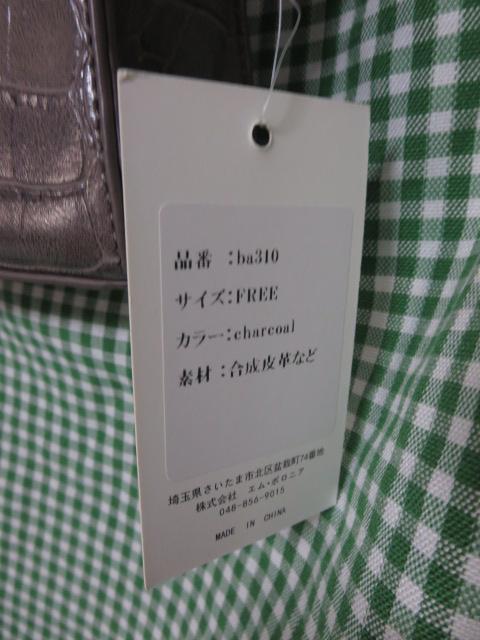 品番 :ba310
サイズ:FREE
カラー:charcoal
素材 :合成皮革など
埼玉県さいたま市北区盆栽町74番地
株式会社 エム・ボロニア
048-856-9015
MADE IN CHINA